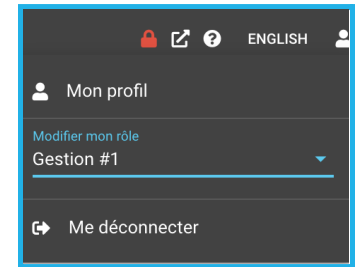 ENGLISH
Mon profil
Modifier mon rôle
Gestion #1
Me déconnecter